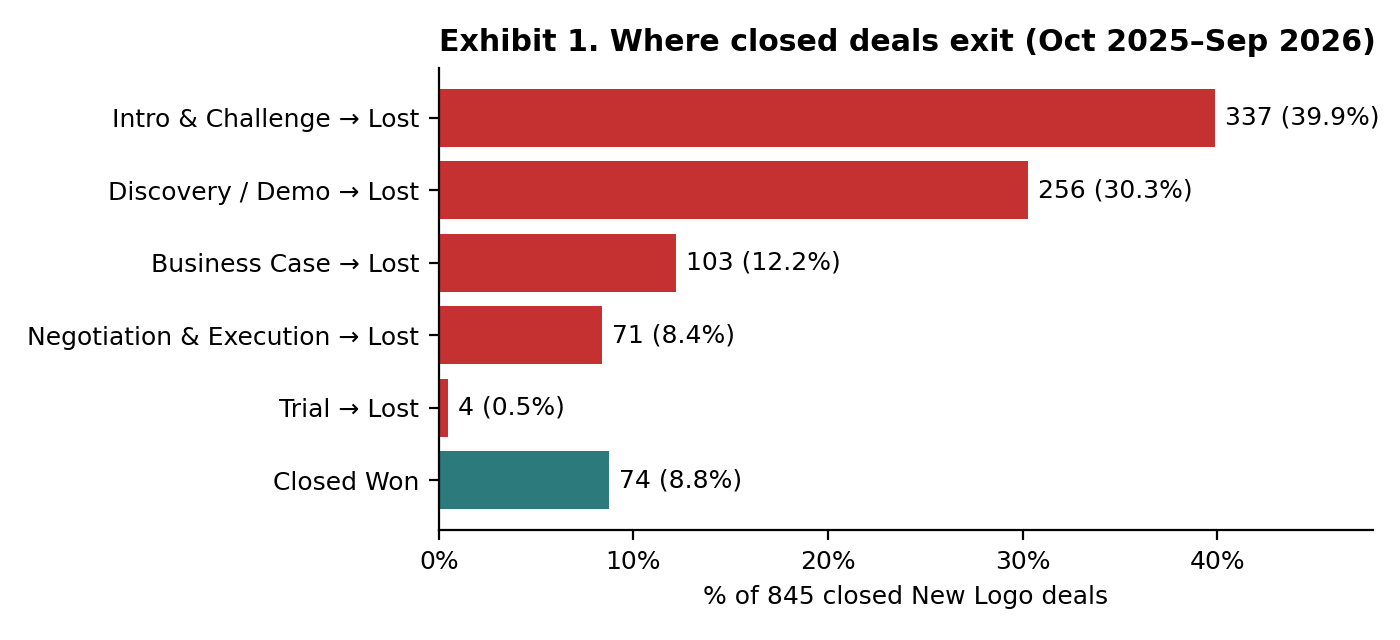 Exhibit 1. Where closed deals exit (Oct 2025–Sep 2026)
Intro & Challenge → Lost
337 (39.9%)
Discovery / Demo → Lost
256 (30.3%)
Business Case → Lost
103 (12.2%)
Negotiation & Execution → Lost
71 (8.4%)
Trial → Lost
4 (0.5%)
Closed Won
74 (8.8%)
0% 10% 20% 30% 40%
% of 845 closed New Logo deals